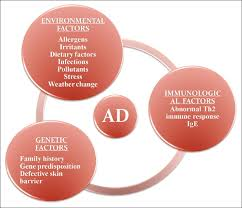 ENVIRONMENTAL
FACTORS
Allergens
Irritants
Dietary factors
Infections
Pollutants
Stress
Weather change
AD
IMMUNOLOGIC
AL FACTORS
Abnormal Th2
immune response
IgE
GENETIC
FACTORS
Family history
Gene predisposition
Defective skin
barrier